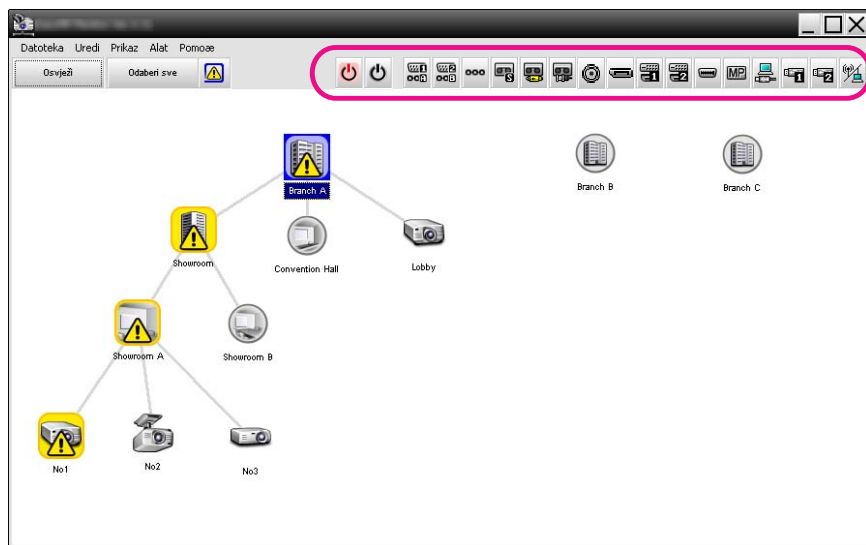 Datoteka Uredi Prikaz Alat Pomoæ
Osvježi Odaberi sve
MP
Branch A
Branch B
Branch C
Showroom
Convention Hall
Lobby
Showroom A
Showroom B
No1
No2
No3